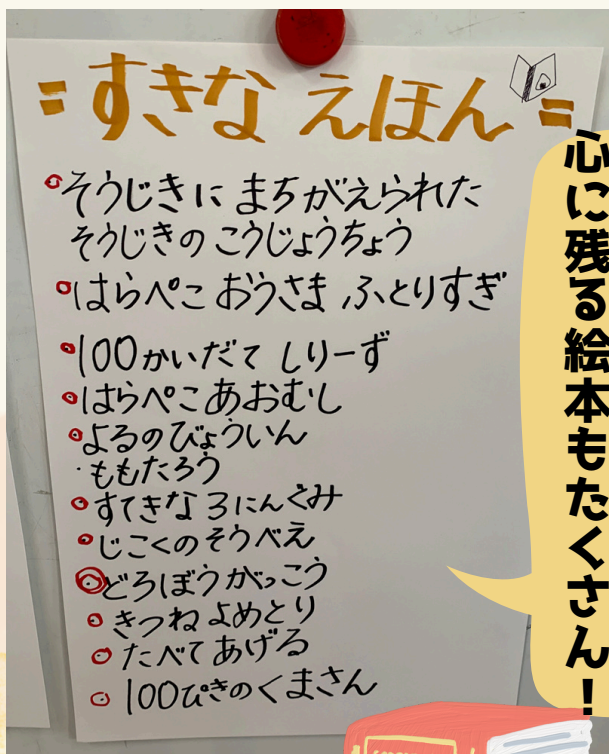 = すきな えほん =
そうじきに まちがえられた
そうじきの こうじょうちょう
はらぺこ おうさま ふとりすぎ
100かいだて しりーず
はらぺこあおむし
よるのびょういん
・ももたろう
すてきな 3にんぐみ
じごくのそうべえ
どろぼうがっこう
きつねよめとり
たべてあげる
100ぴきのくまさん
心に残る絵本もたくさん!